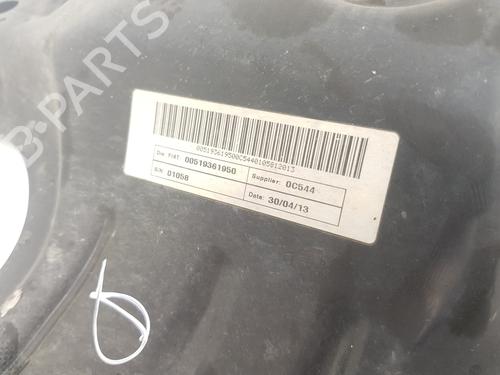 B-PARTS
005193619500C5440105812013
Dw FIAT: 00519361950
Supplier: 0C544
S/N 01058
Date: 30/04/13